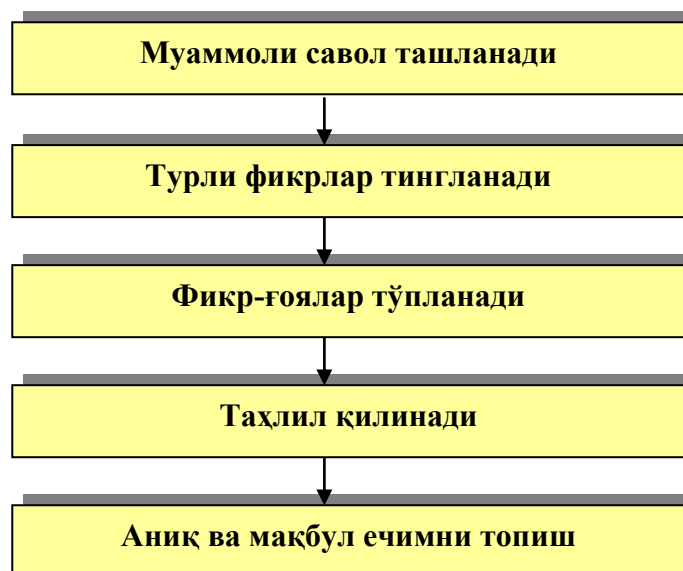 Муаммоли савол ташланади
Турли фикрлар тингланади
Фикр-ғоялар тўпланади
Таҳлил қилинади
Аниқ ва мақбул ечимни топиш